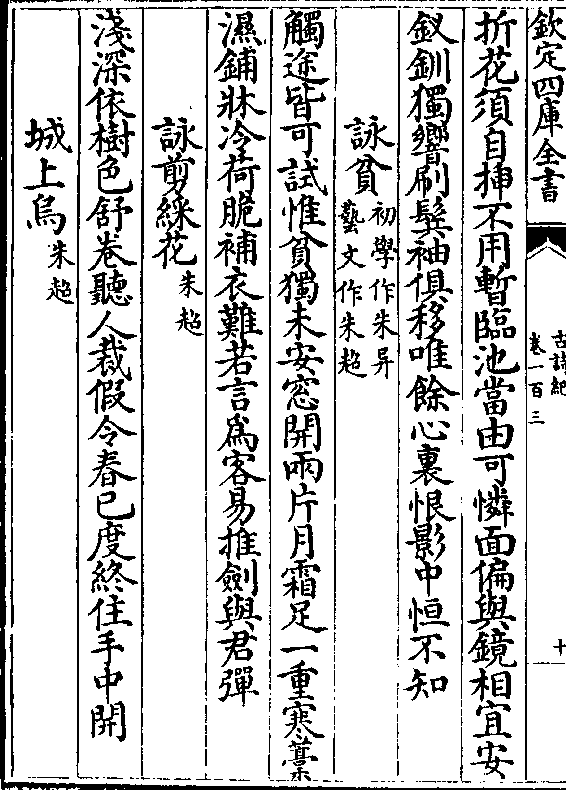 欽定四庫全書
古詩紀
卷一百三
十
折花須自揷不用暫臨池當由可憐面偏與鏡相宜安
釵釧獨響刷鬂袖俱移唯餘心裏恨影中恒不知
詠貧初學作朱昇藝文作朱超
觸途皆可試惟貧獨未安窓開兩片月霜足一重寒藁
濕鋪牀冷荷脆補衣難若言爲客易推劍與君彈
詠剪綵花朱超
淺深依樹色舒卷聽人裁假令春已度終住手中開
城上烏朱超